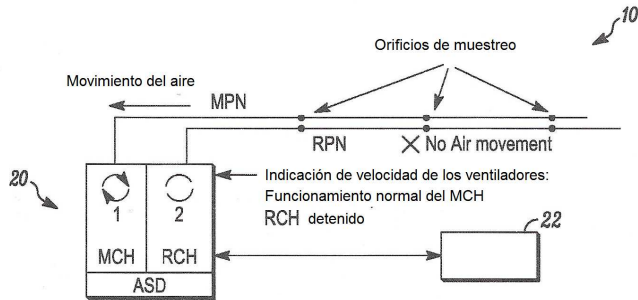 10
Orificios de muestreo
Movimiento del aire
MPN
RPN
No Air movement
Indicación de velocidad de los ventiladores:
Funcionamiento normal del MCH
RCH detenido
20
1 2
22
MCH RCH
ASD